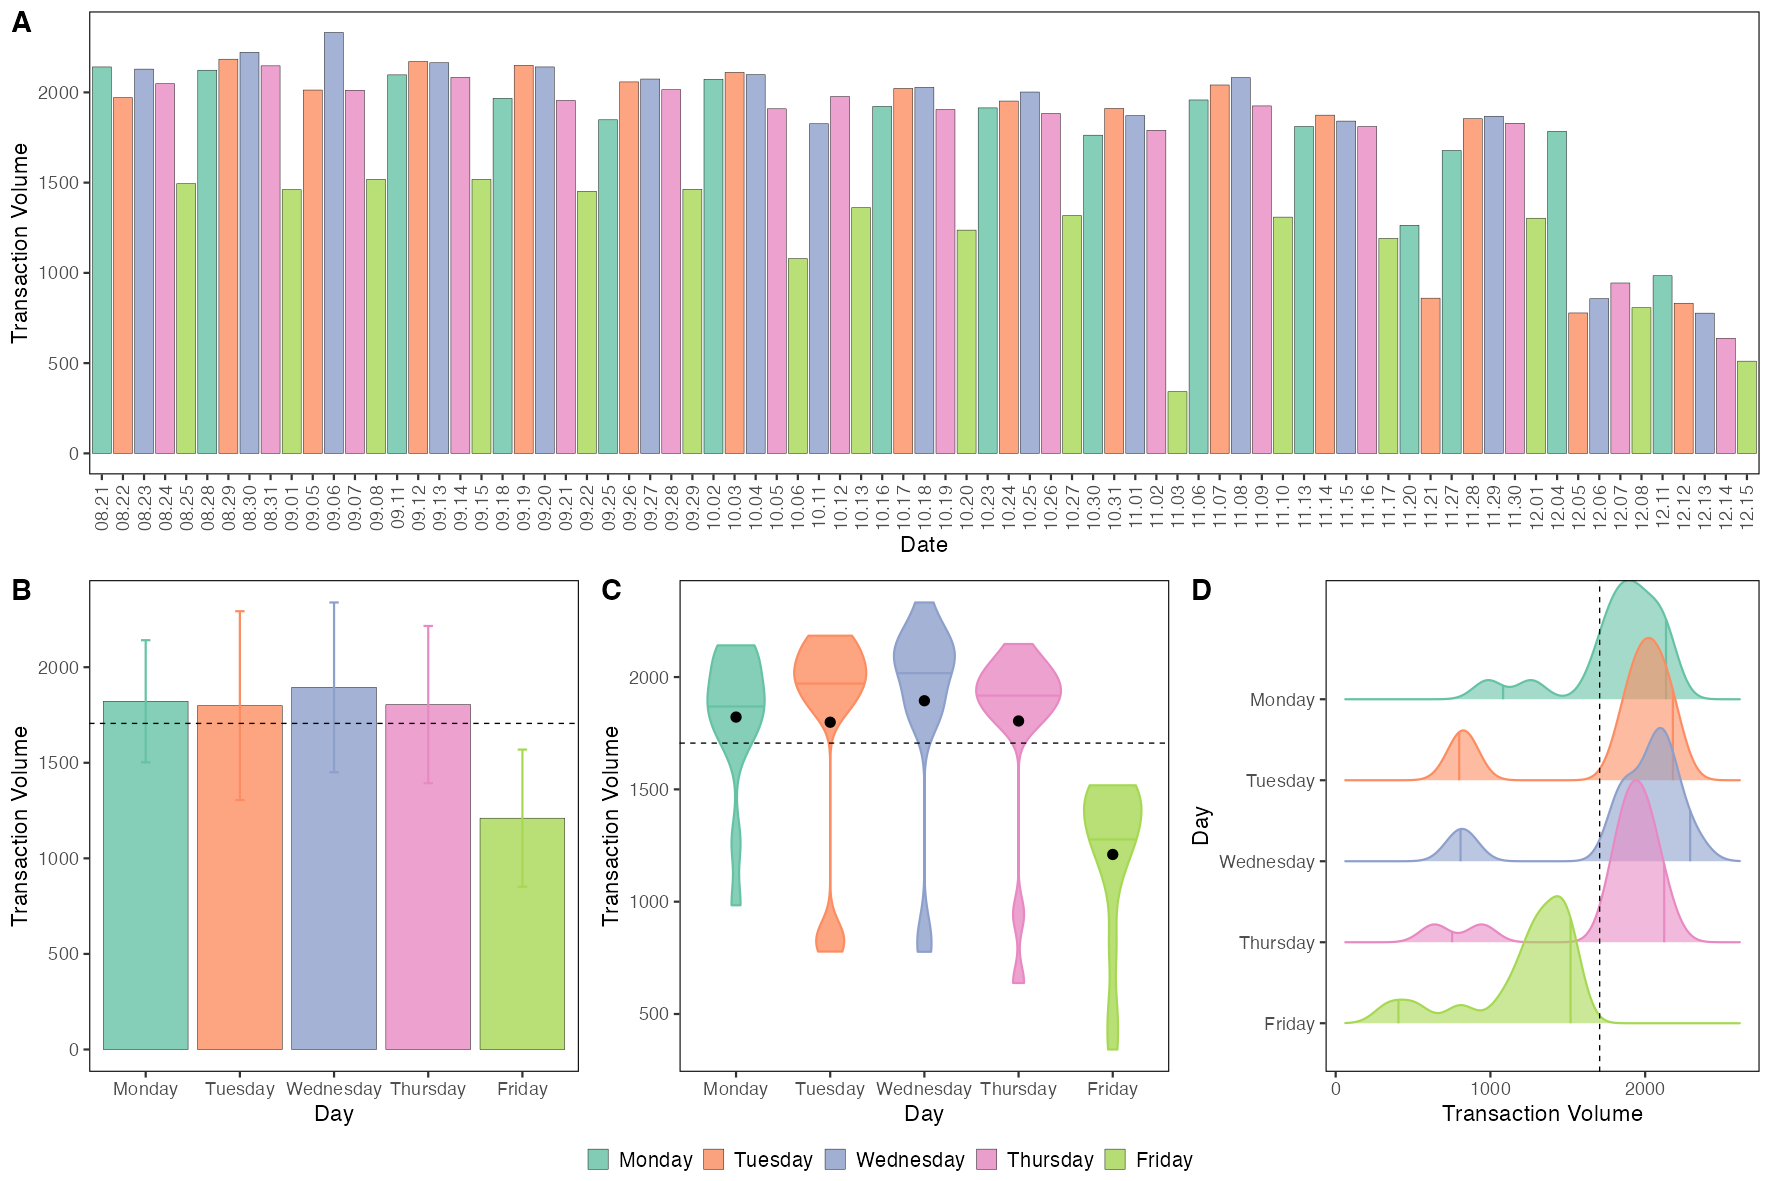 A
Transaction Volume
2000
1500
1000
500
0
08.21 08.22 08.23 08.24 08.25 08.28 08.29 08.30 08.31 09.01 09.05 09.06 09.07 09.08 09.11 09.12 09.13 09.14 09.15 09.18 09.19 09.20 09.21 09.22 09.25 09.26 09.27 09.28 09.29 10.02 10.03 10.04 10.05 10.06 10.11 10.12 10.13 10.16 10.17 10.18 10.19 10.20 10.23 10.24 10.25 10.26 10.27 10.30 10.31 11.01 11.02 11.03 11.06 11.07 11.08 11.09 11.10 11.13 11.14 11.15 11.16 11.17 11.20 11.21 11.27 11.28 11.29 11.30 12.01 12.04 12.05 12.06 12.07 12.08 12.11 12.12 12.13 12.14 12.15
Date
B
Transaction Volume
2000
1500
1000
500
0
Monday Tuesday Wednesday Thursday Friday
Day
C
Transaction Volume
2000
1500
1000
500
Monday Tuesday Wednesday Thursday Friday
Day
D
Day
Monday
Tuesday
Wednesday
Thursday
Friday
0 1000 2000
Transaction Volume
Monday Tuesday Wednesday Thursday Friday